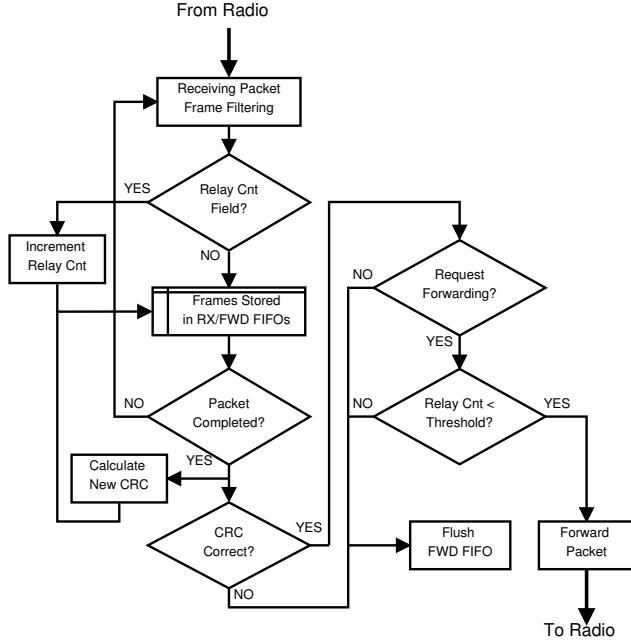 From Radio
Receiving Packet
Frame Filtering
YES
Relay Cnt
Field?
Increment
Relay Cnt
NO
Frames Stored
in RX/FWD FIFOs
NO
Packet
Completed?
YES
Calculate
New CRC
CRC
Correct?
YES
NO
NO
Request
Forwarding?
YES
NO
Relay Cnt <
Threshold?
YES
Flush
FWD FIFO
Forward
Packet
To Radio